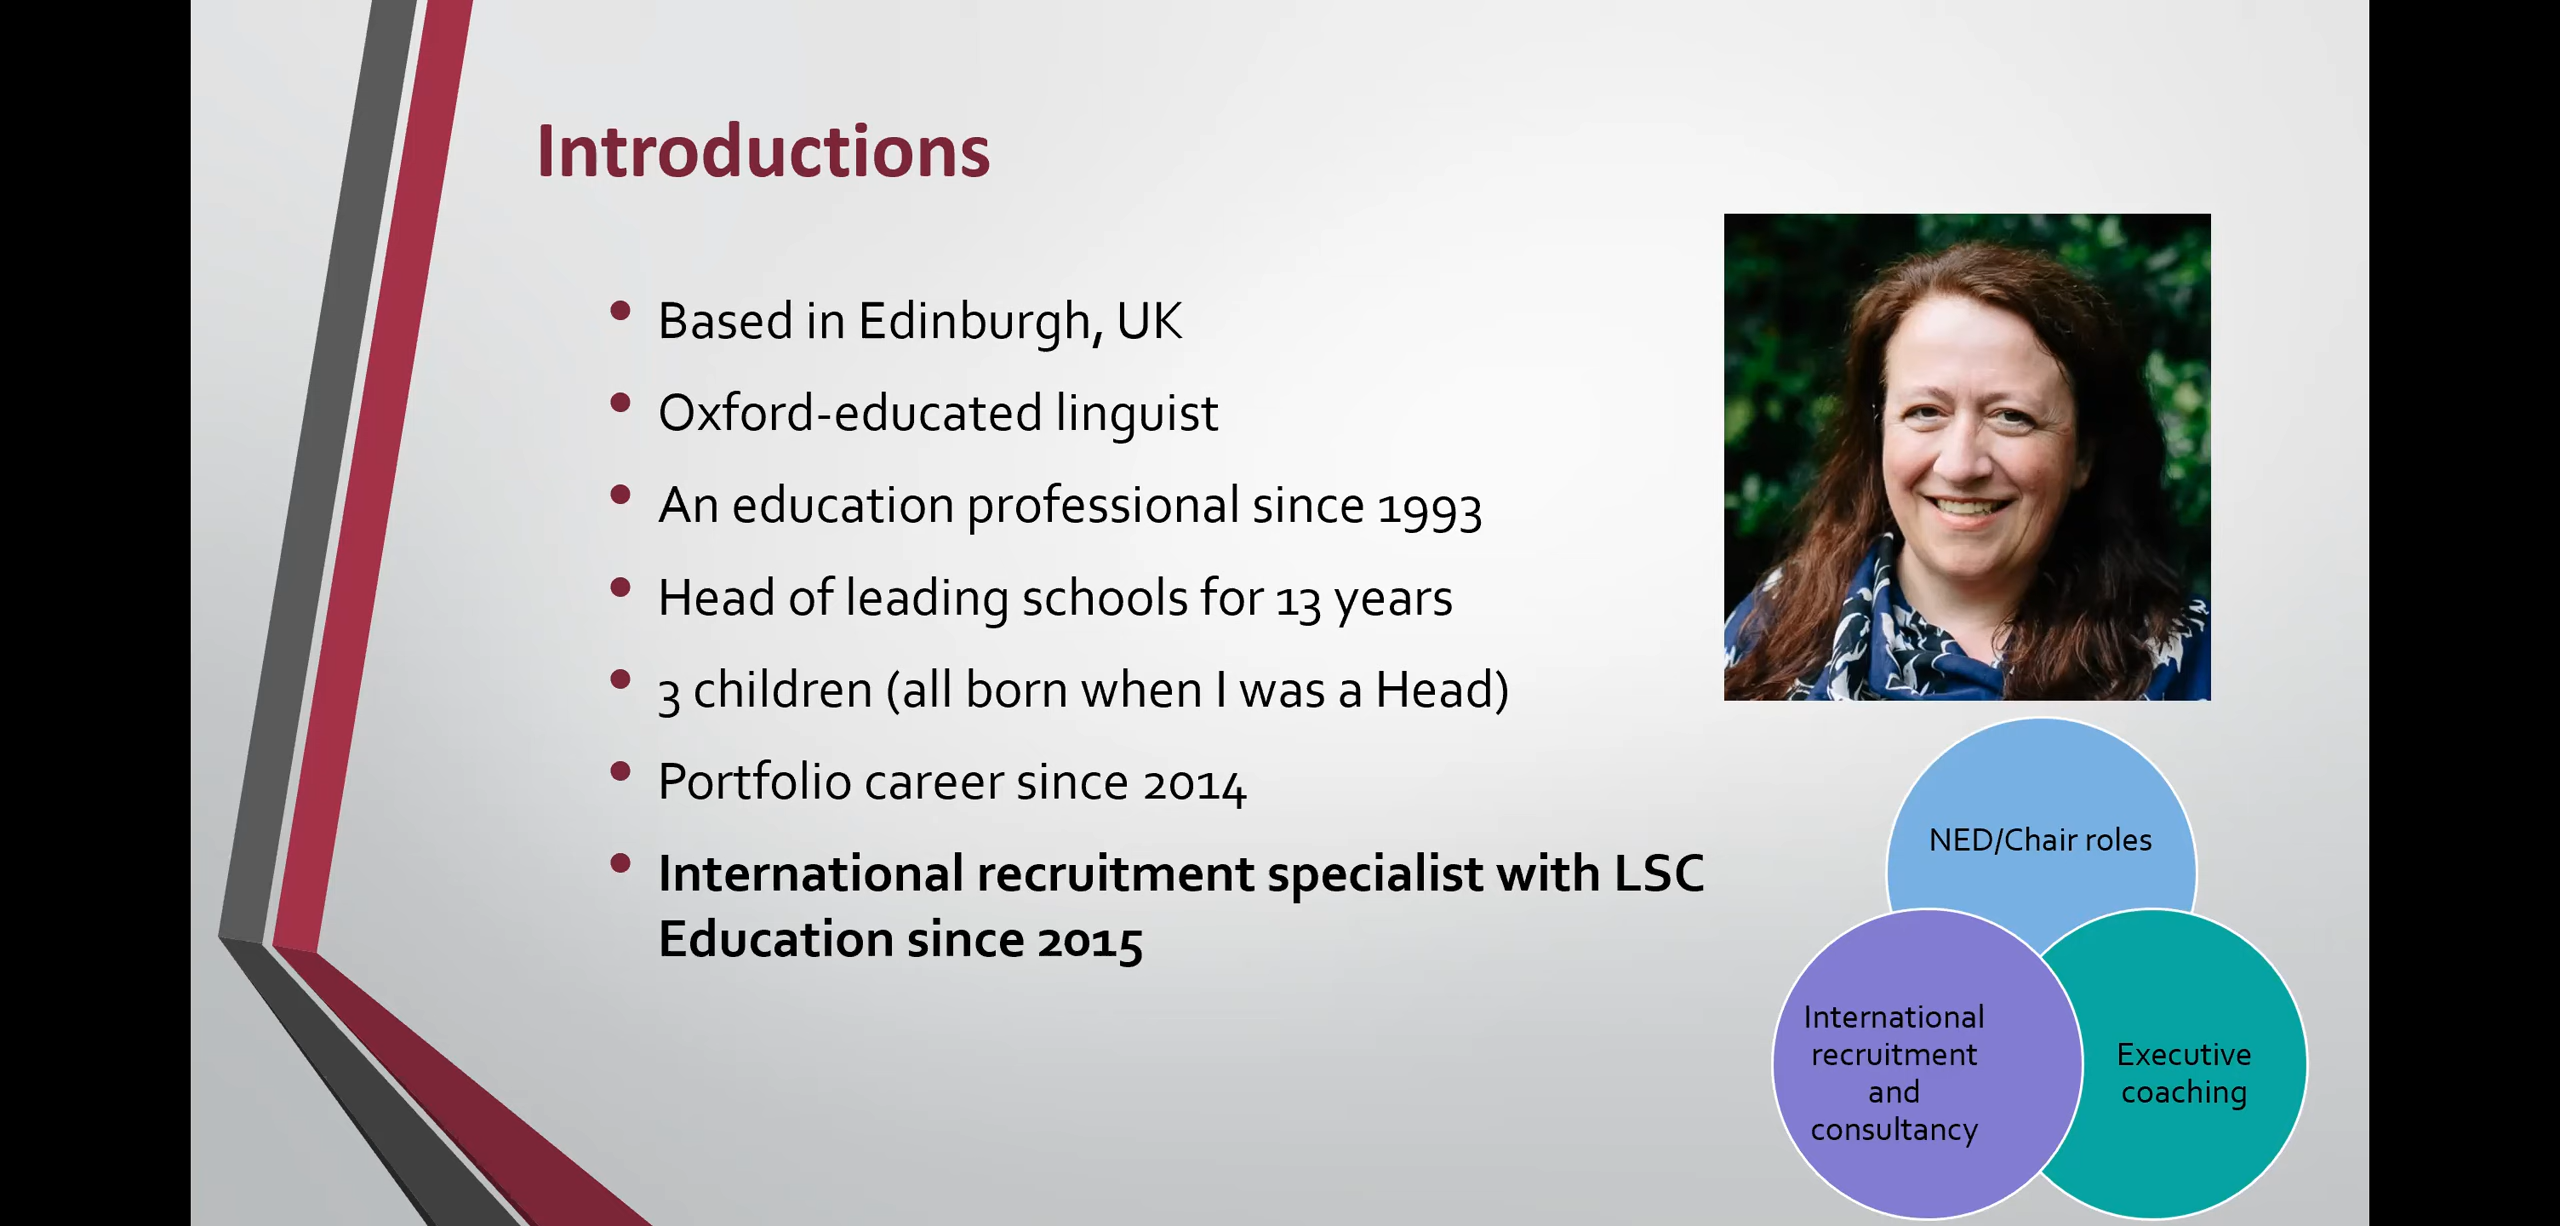 Introductions
Based in Edinburgh, UK
Oxford-educated linguist
An education professional since 1993
Head of leading schools for 13 years
3 children (all born when I was a Head)
Portfolio career since 2014
International recruitment specialist with LSC
Education since 2015
NED/Chair roles
International
recruitment
and
consultancy
Executive
coaching